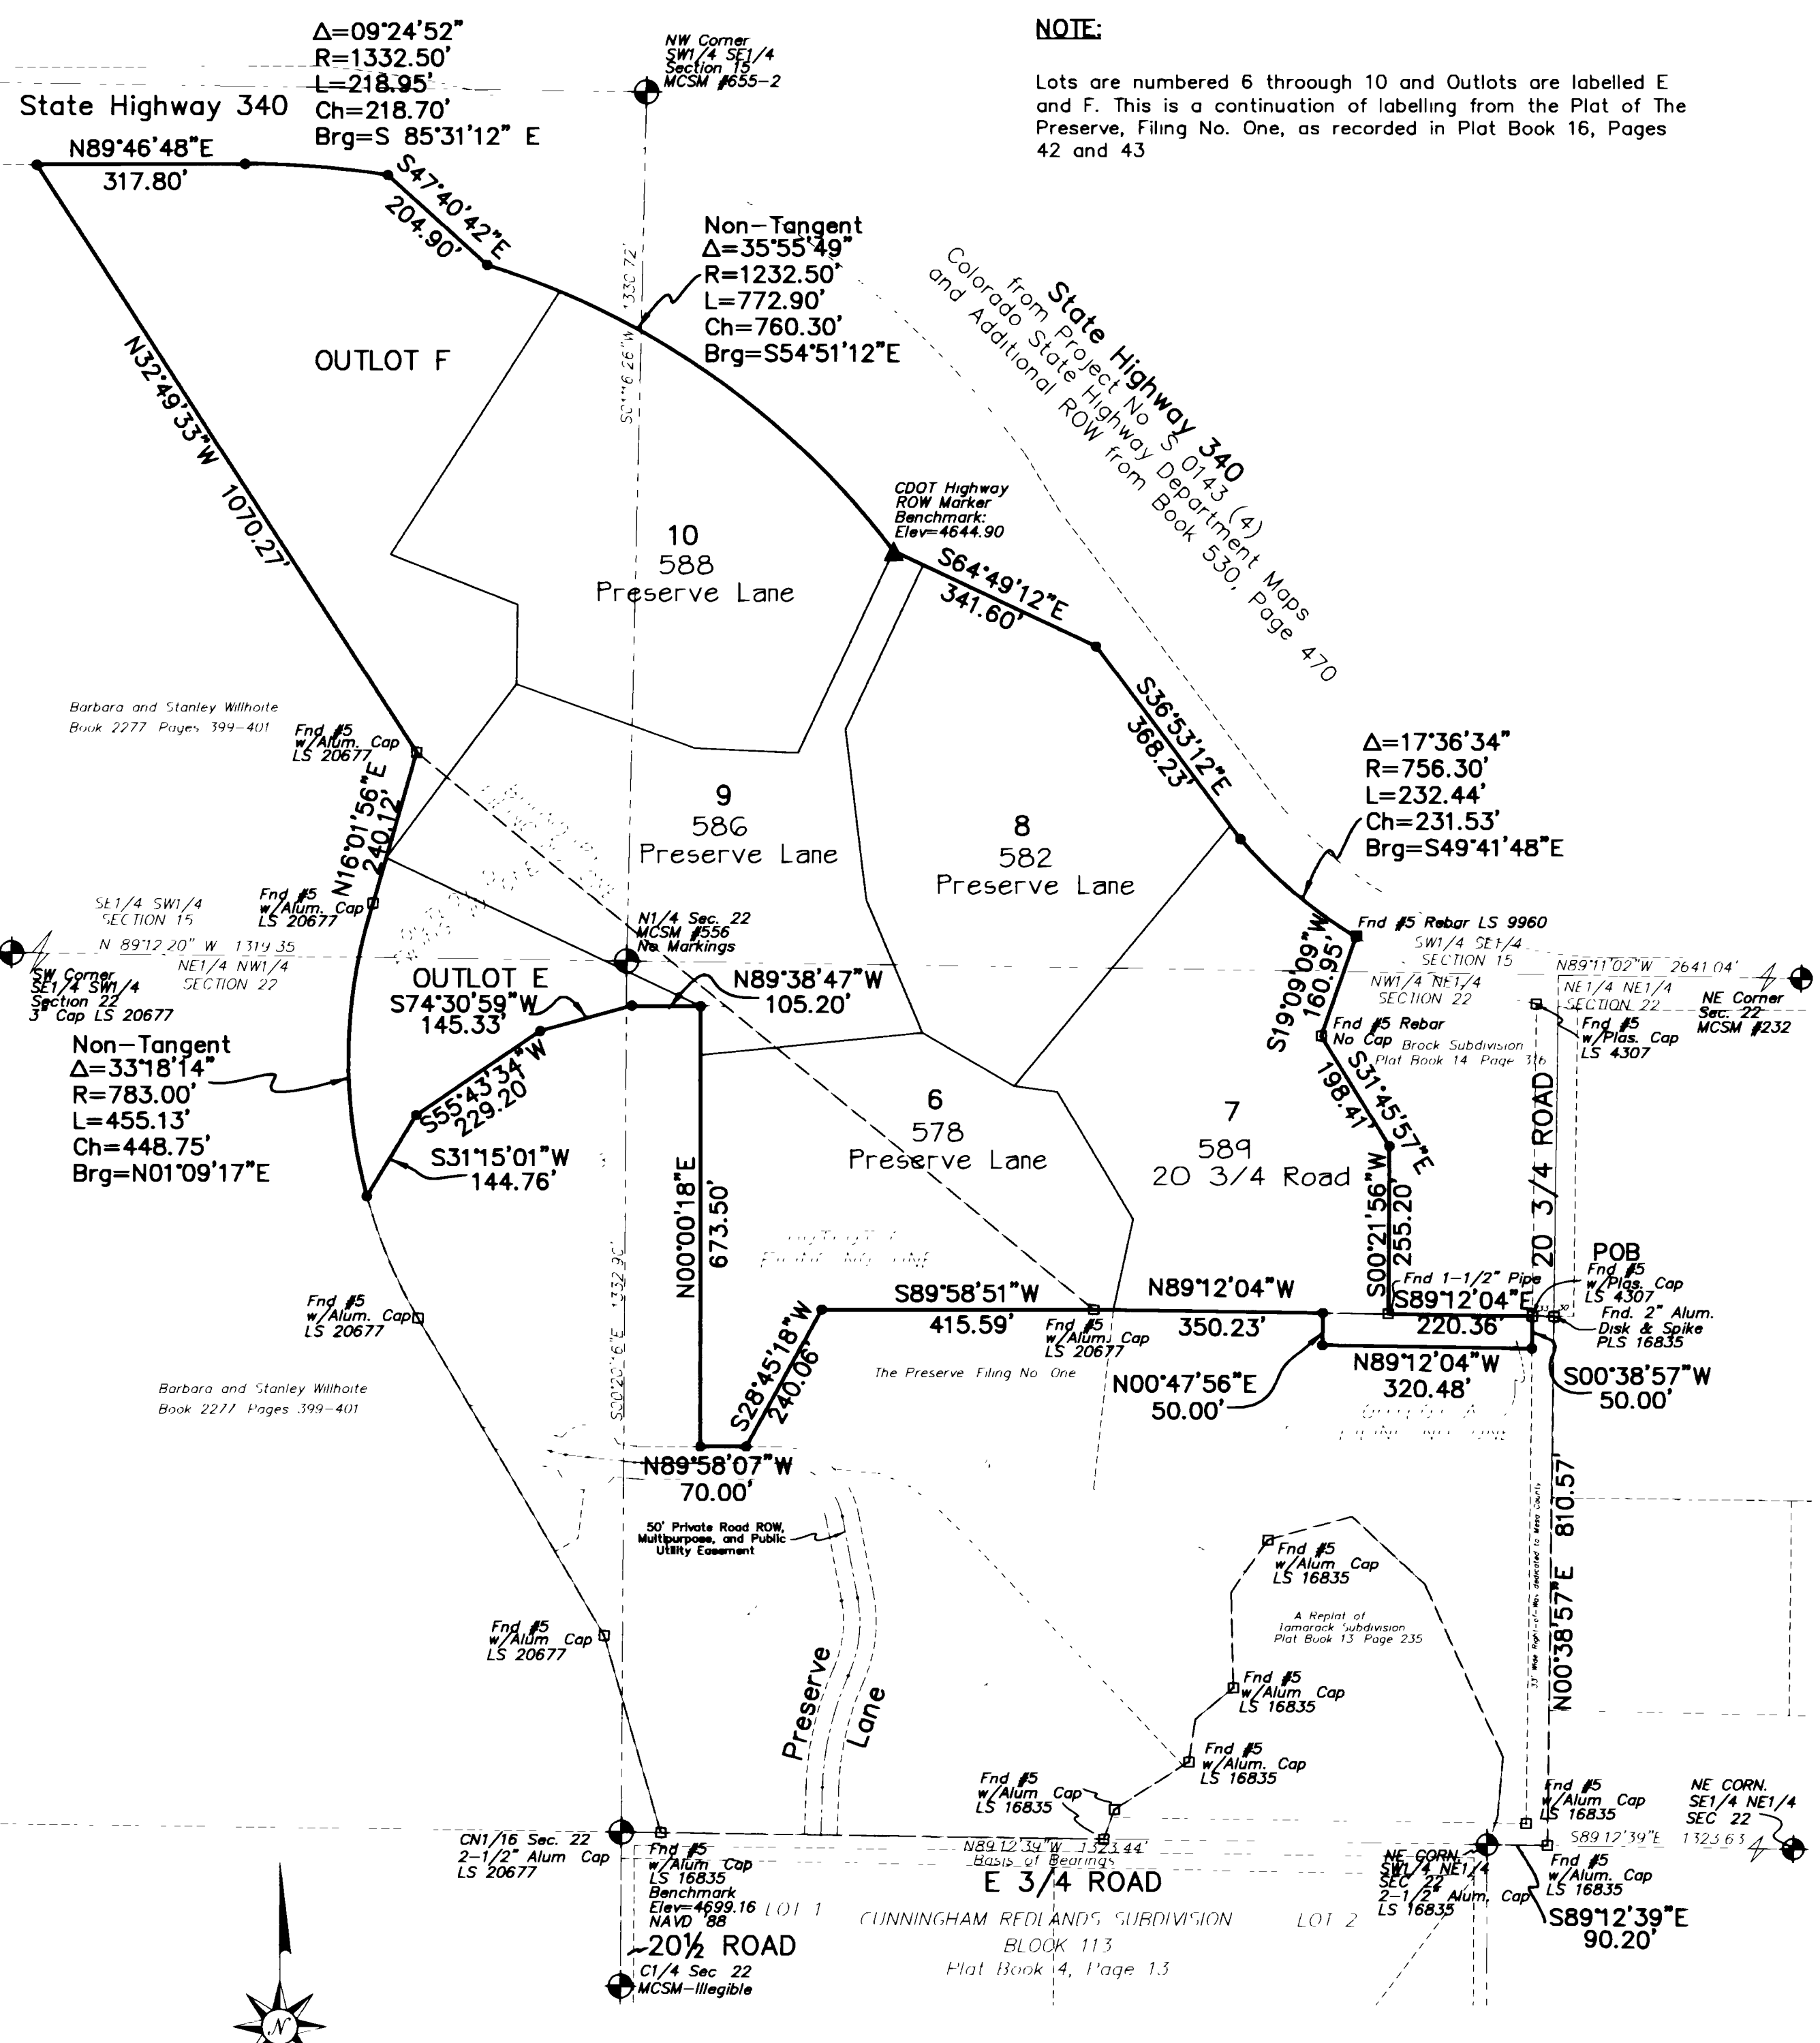 Δ=09°24'52"
R=1332.50'
L=218.95'
Ch=218.70'
Brg=S 85°31'12" E
State Highway 340
N89°46'48"E
317.80'
NW Corner
SW1/4 SE1/4
Section 15
MCSM #655-2
NOTE:
Lots are numbered 6 throough 10 and Outlots are labelled E
and F. This is a continuation of labelling from the Plat of The
Preserve, Filing No. One, as recorded in Plat Book 16, Pages
42 and 43
S47°40'42"E
204.90'
Non-Tangent
Δ=35°55'49"
R=1232.50'
L=772.90'
Ch=760.30'
Brg=S54°51'12"E
State Highway 340
from Project No S 0143 (4)
Colorado State Highway Department Maps
and Additional ROW from Book 530, Page 470
N32°49'33"W 1070.27'
OUTLOT F
S01°16'26"W 1330.72'
10
588
Preserve Lane
CDOT Highway
ROW Marker
Benchmark:
Elev=4644.90
S64°49'12"E
341.60'
S36°53'12"E
368.23'
Δ=17°36'34"
R=756.30'
L=232.44'
Ch=231.53'
Brg=S49°41'48"E
Barbara and Stanley Willhoite
Book 2277 Pages 399-401
Fnd #5
w/Alum. Cap
LS 20677
N16°01'56"E
240.12'
9
586
Preserve Lane
8
582
Preserve Lane
Fnd #5
w/Alum. Cap
LS 20677
SE1/4 SW1/4
SECTION 15
N 89°12'20" W 1319.35
NE1/4 NW1/4
SECTION 22
SW Corner
SE1/4 SW1/4
Section 22
3" Cap LS 20677
N1/4 Sec. 22
MCSM #556
No Markings
Fnd #5 Rebar LS 9960
SW1/4 SE1/4
SECTION 15
NW1/4 NE1/4
SECTION 22
N89°11'02"W 2641.04'
NE1/4 NE1/4
SECTION 22
NE Corner
Sec. 22
MCSM #232
OUTLOT E
S74°30'59"W
145.33'
N89°38'47"W
105.20'
S19°09'09"W
160.95'
Fnd #5 Rebar
No Cap
Brock Subdivision
Plat Book 14 Page 316
Fnd #5
w/Plas. Cap
LS 4307
Non-Tangent
Δ=33°18'14"
R=783.00'
L=455.13'
Ch=448.75'
Brg=N01°09'17"E
S55°43'34"W
229.20'
S31°15'01"W
144.76'
6
578
Preserve Lane
7
589
20 3/4 Road
S31°45'57"E
198.41'
20 3/4 ROAD
N00°00'18"E
673.50'
S00°21'56"W
255.20'
POB
Fnd #5
w/Plas. Cap
LS 4307
Fnd 1-1/2" Pipe
S89°12'04"E
220.36'
Fnd. 2" Alum.
Disk & Spike
PLS 16835
Fnd #5
w/Alum. Cap
LS 20677
S89°58'51"W
415.59'
N89°12'04"W
350.23'
Fnd #5
w/Alum. Cap
LS 20677
S28°45'18"W
240.06'
The Preserve Filing No One
N00°47'56"E
50.00'
N89°12'04"W
320.48'
S00°38'57"W
50.00'
Barbara and Stanley Willhoite
Book 2277 Pages 399-401
S00°20'19"E 1332.90'
N89°58'07"W
70.00'
50' Private Road ROW,
Multipurpose, and Public
Utility Easement
N00°38'57"E 810.57'
33' Wide Right-of-Way dedicated to Mesa County
Fnd #5
w/Alum. Cap
LS 16835
A Replat of
Tamarack Subdivision
Plat Book 13 Page 235
Fnd #5
w/Alum Cap
LS 20677
Preserve Lane
Fnd #5
w/Alum Cap
LS 16835
Fnd #5
w/Alum. Cap
LS 16835
Fnd #5
w/Alum Cap
LS 16835
Fnd #5
w/Alum Cap
LS 16835
NE CORN.
SE1/4 NE1/4
SEC 22
CN1/16 Sec. 22
2-1/2" Alum Cap
LS 20677
Fnd #5
w/Alum Cap
LS 16835
Benchmark
Elev=4699.16
NAVD '88
N89°12'39"W 1323.44'
Basis of Bearings
E 3/4 ROAD
NE CORN.
SW1/4 NE1/4
SEC 22
2-1/2" Alum. Cap
LS 16835
S89°12'39"E 1323.63
Fnd #5
w/Alum. Cap
LS 16835
S89°12'39"E
90.20'
LOT 1
CUNNINGHAM REDLANDS SUBDIVISION
BLOCK 113
Plat Book 4, Page 13
LOT 2
20½ ROAD
C1/4 Sec 22
MCSM-Illegible
N